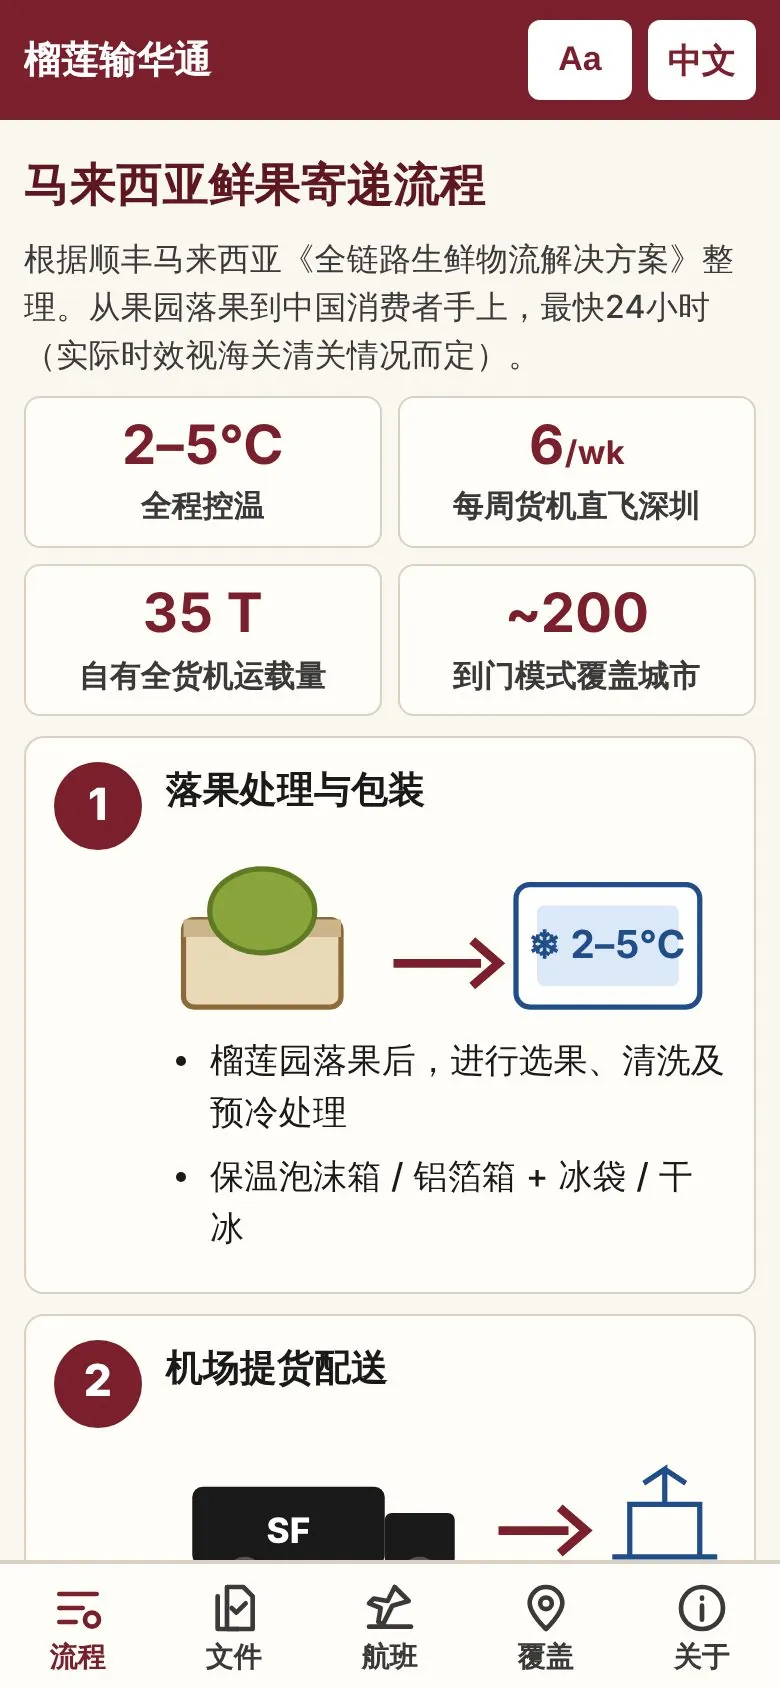 榴莲输华通
Aa
中文
马来西亚鲜果寄递流程
根据顺丰马来西亚《全链路生鲜物流解决方案》整
理。从果园落果到中国消费者手上，最快24小时
（实际时效视海关清关情况而定）。
2–5°C
全程控温
6/wk
每周货机直飞深圳
35 T
自有全货机运载量
~200
到门模式覆盖城市
1
落果处理与包装
❄ 2–5°C
• 榴莲园落果后，进行选果、清洗及
预冷处理
• 保温泡沫箱 / 铝箔箱 + 冰袋 / 干
冰
2
机场提货配送
SF
流程
文件
航班
覆盖
关于